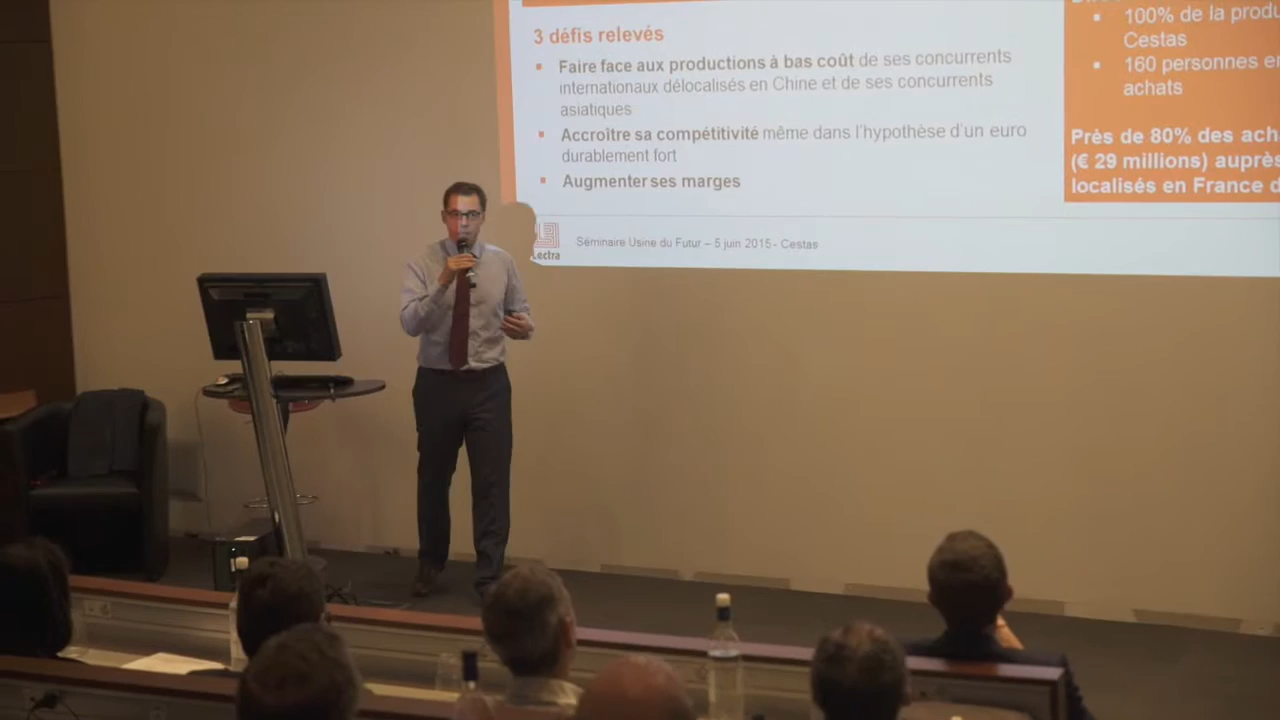 3 défis relevés
Faire face aux productions à bas coût de ses concurrents
internationaux délocalisés en Chine et de ses concurrents
asiatiques
Accroître sa compétitivité même dans l'hypothèse d'un euro
durablement fort
Augmenter ses marges
Lectra
Séminaire Usine du Futur – 5 juin 2015 - Cestas
100% de la
Cestas
160 personnes
achats
Près de 80% des
(€ 29 millions)
localisés en France